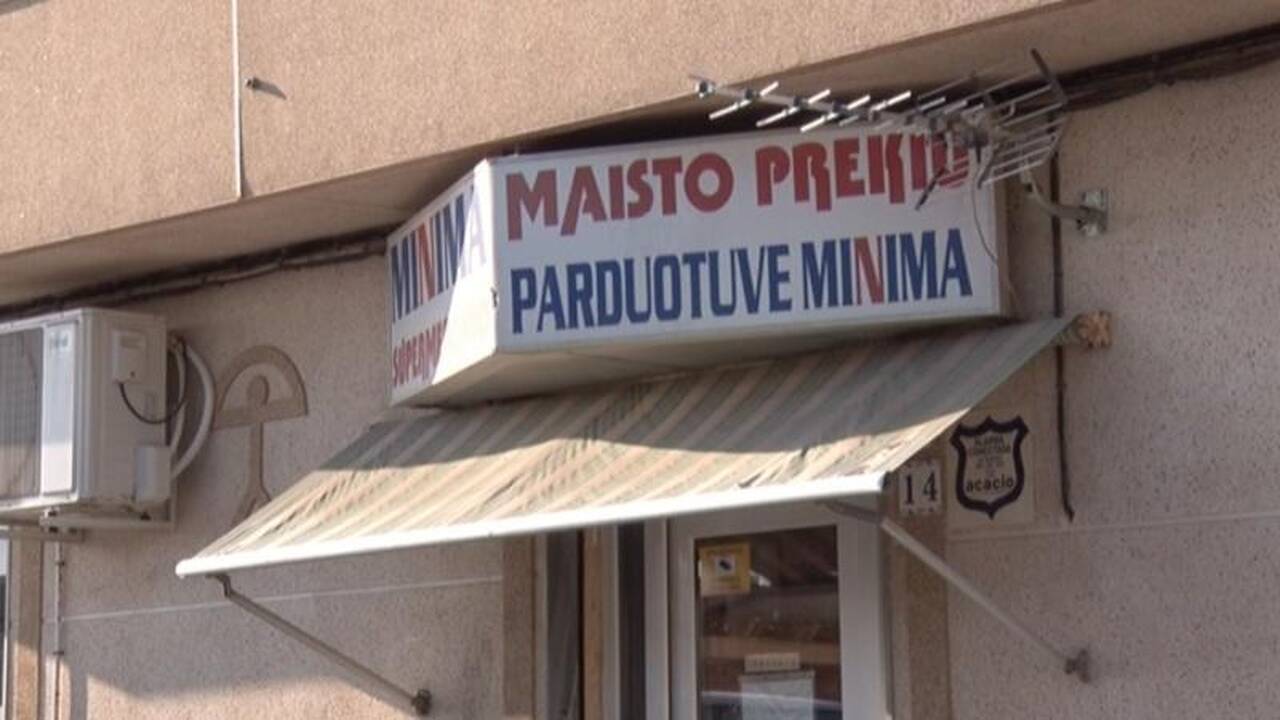 MAISTO PREKIŲ
PARDUOTUVE MINIMA
MINIMA
14
acacio